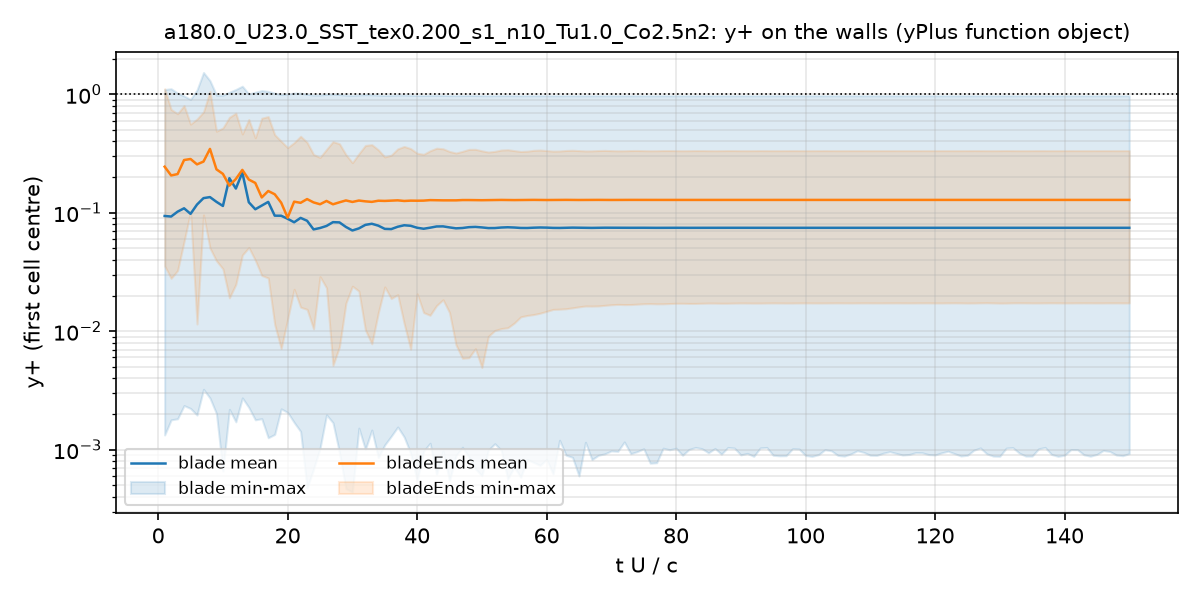 a180.0_U23.0_SST_tex0.200_s1_n10_Tu1.0_Co2.5n2: y+ on the walls (yPlus function object)
y+ (first cell centre)
10⁰
10⁻¹
10⁻²
10⁻³
blade mean
blade min-max
bladeEnds mean
bladeEnds min-max
0 20 40 60 80 100 120 140
t U / c